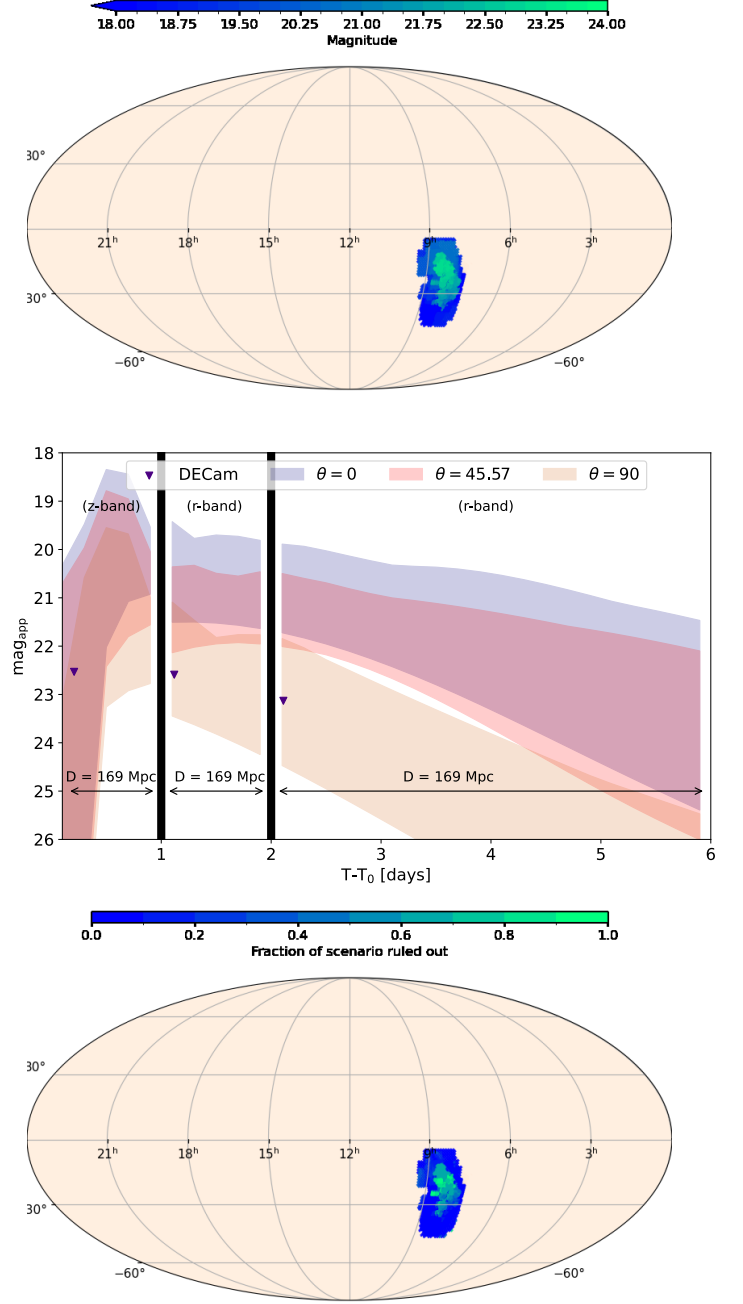 18.00 18.75 19.50 20.25 21.00 21.75 22.50 23.25 24.00
Magnitude
30°
21ʰ 18ʰ 15ʰ 12ʰ 9ʰ 6ʰ 3ʰ
30°
−60° −60°
18
DECam θ = 0 θ = 45.57 θ = 90
19
(z-band) (r-band) (r-band)
20
21
22
23
24
D = 169 Mpc D = 169 Mpc D = 169 Mpc
25
26
mag_app
1 2 3 4 5 6
T-T₀ [days]
0.0 0.2 0.4 0.6 0.8 1.0
Fraction of scenario ruled out
30°
21ʰ 18ʰ 15ʰ 12ʰ 9ʰ 6ʰ 3ʰ
30°
−60° −60°